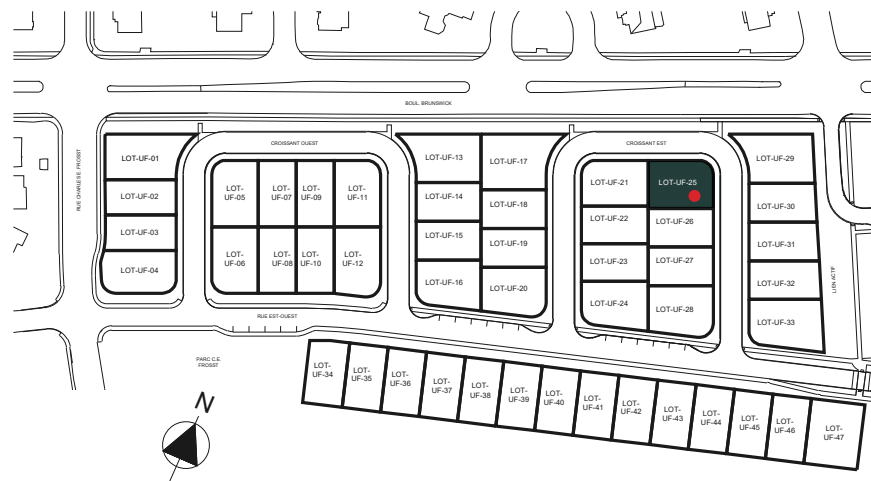 BOUL. BRUNSWICK
RUE CHARLES E. FROSST
CROISSANT OUEST
CROISSANT EST
LOT-UF-01
LOT-UF-02
LOT-UF-03
LOT-UF-04
LOT-
UF-05
LOT-
UF-07
LOT-
UF-09
LOT-
UF-11
LOT-
UF-06
LOT-
UF-08
LOT-
UF-10
LOT-
UF-12
LOT-UF-13
LOT-UF-14
LOT-UF-15
LOT-UF-16
LOT-UF-17
LOT-UF-18
LOT-UF-19
LOT-UF-20
LOT-UF-21
LOT-UF-22
LOT-UF-23
LOT-UF-24
LOT-UF-25
LOT-UF-26
LOT-UF-27
LOT-UF-28
LOT-UF-29
LOT-UF-30
LOT-UF-31
LOT-UF-32
LOT-UF-33
LIEN ACTIF
RUE EST-OUEST
PARC C.E.
FROSST
LOT-
UF-34
LOT-
UF-35
LOT-
UF-36
LOT-
UF-37
LOT-
UF-38
LOT-
UF-39
LOT-
UF-40
LOT-
UF-41
LOT-
UF-42
LOT-
UF-43
LOT-
UF-44
LOT-
UF-45
LOT-
UF-46
LOT-
UF-47
N